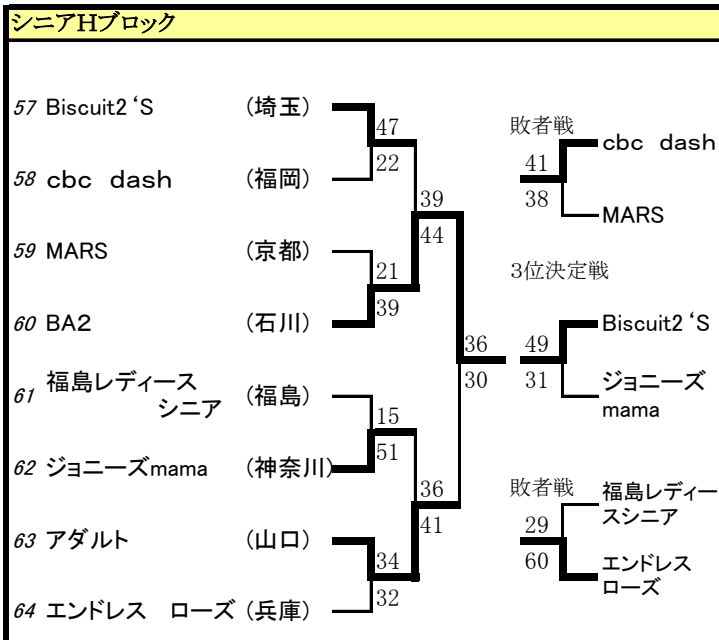 シニアHブロック
57 Biscuit2‘S (埼玉)
47
22
58 cbc dash (福岡)
39
44
59 MARS (京都)
21
39
60 BA2 (石川)
36
30
61 福島レディース
シニア (福島)
15
51
62 ジョニーズmama (神奈川)
36
41
63 アダルト (山口)
34
32
64 エンドレス ローズ (兵庫)
敗者戦
cbc dash
41
38
MARS
3位決定戦
Biscuit2‘S
49
31
ジョニーズ
mama
敗者戦
福島レディー
スシニア
29
60
エンドレス
ローズ